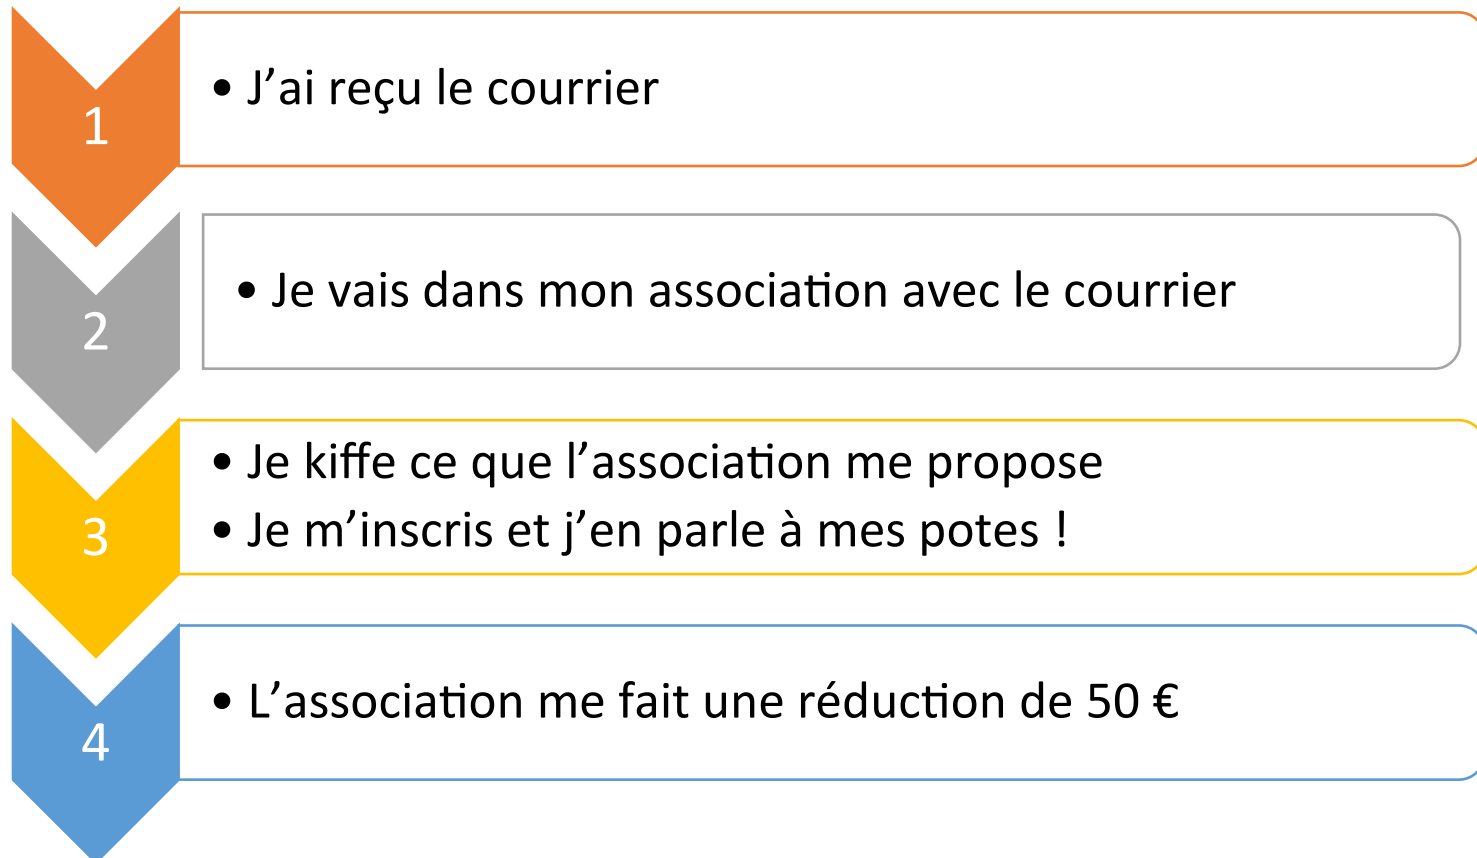 1
• J’ai reçu le courrier
2
• Je vais dans mon association avec le courrier
3
• Je kiffe ce que l’association me propose
• Je m’inscris et j’en parle à mes potes !
4
• L’association me fait une réduction de 50 €